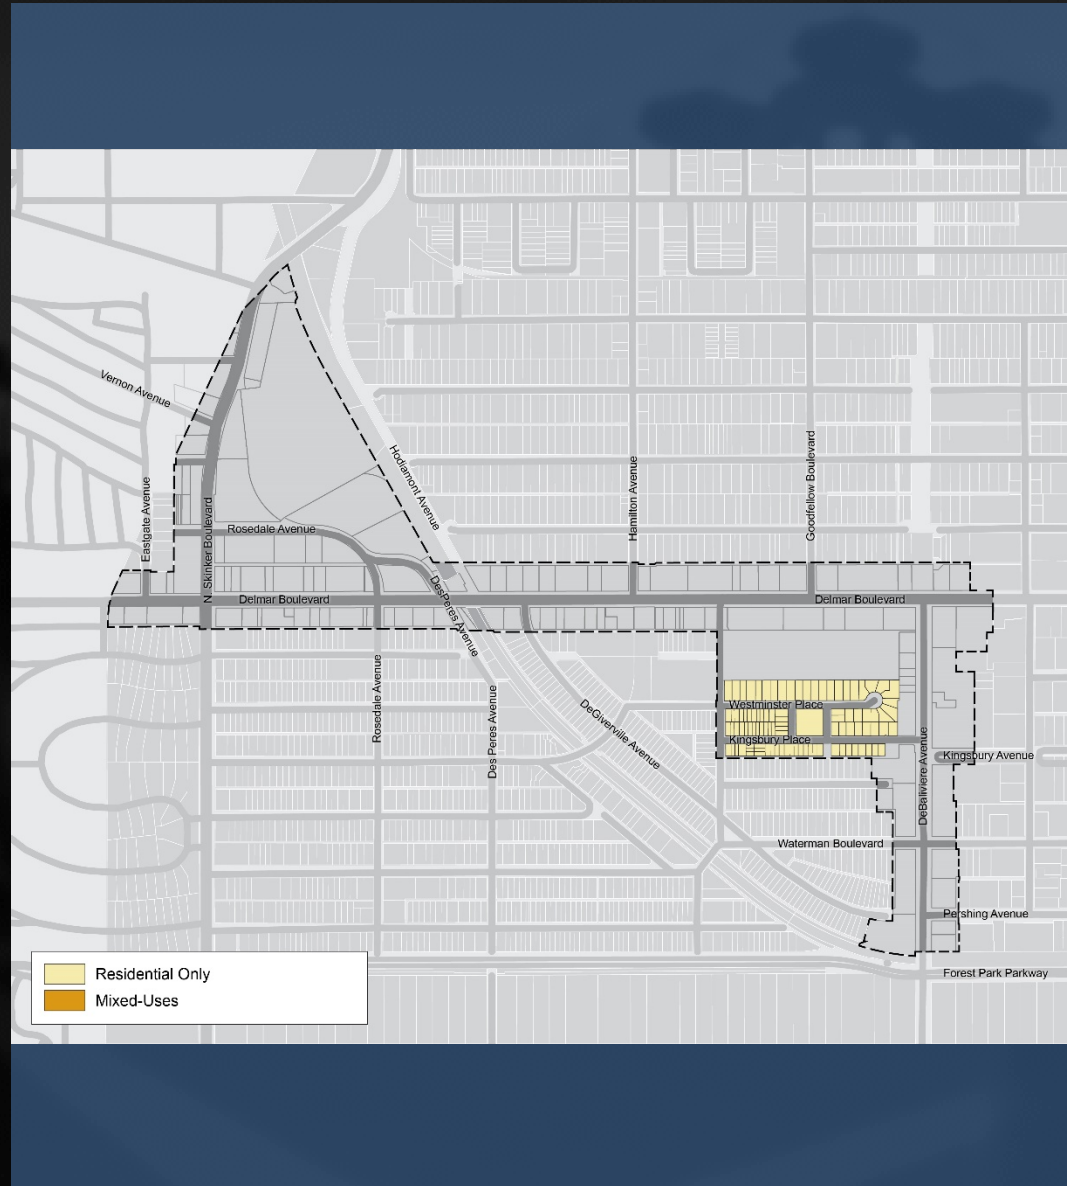 Vernon Avenue
Eastgate Avenue
N. Skinker Boulevard
Rosedale Avenue
Hodiamont Avenue
Hamilton Avenue
Goodfellow Boulevard
Delmar Boulevard
DesPeres Avenue
Delmar Boulevard
Rosedale Avenue
Des Peres Avenue
DeGiverville Avenue
Westminster Place
Kingsbury Place
DeBaliviere Avenue
Kingsbury Avenue
Waterman Boulevard
Pershing Avenue
Forest Park Parkway
Residential Only
Mixed-Uses